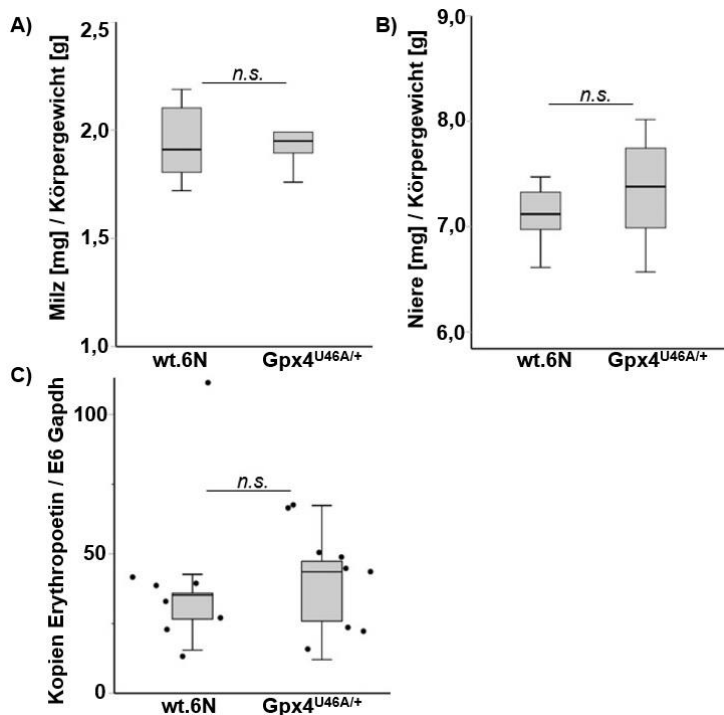 A)
Milz [mg] / Körpergewicht [g]
2,5
2,0
1,5
1,0
n.s.
wt.6N Gpx4U46A/+
B)
Niere [mg] / Körpergewicht [g]
9,0
8,0
7,0
6,0
n.s.
wt.6N Gpx4U46A/+
C)
Kopien Erythropoetin / E6 Gapdh
100
50
0
n.s.
wt.6N Gpx4U46A/+